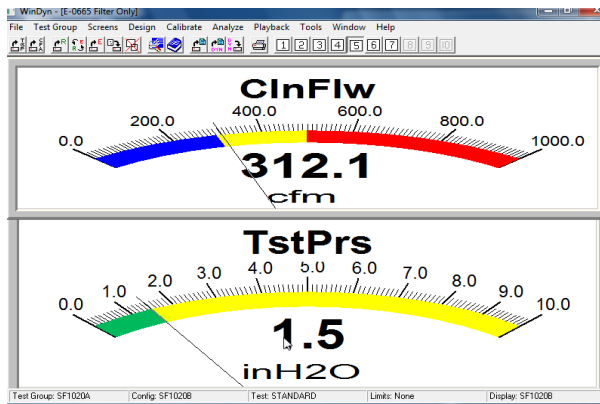 WinDyn - [E-0665 Filter Only]
File Test Group Screens Design Calibrate Analyze Playback Tools Window Help
1 2 3 4 5 6 7 8 9 10
ClnFlw
0.0 200.0 400.0 600.0 800.0 1000.0
312.1
cfm
TstPrs
0.0 1.0 2.0 3.0 4.0 5.0 6.0 7.0 8.0 9.0 10.0
1.5
inH2O
Test Group: SF1020A Config: SF1020B Test: STANDARD Limits: None Display: SF1020B